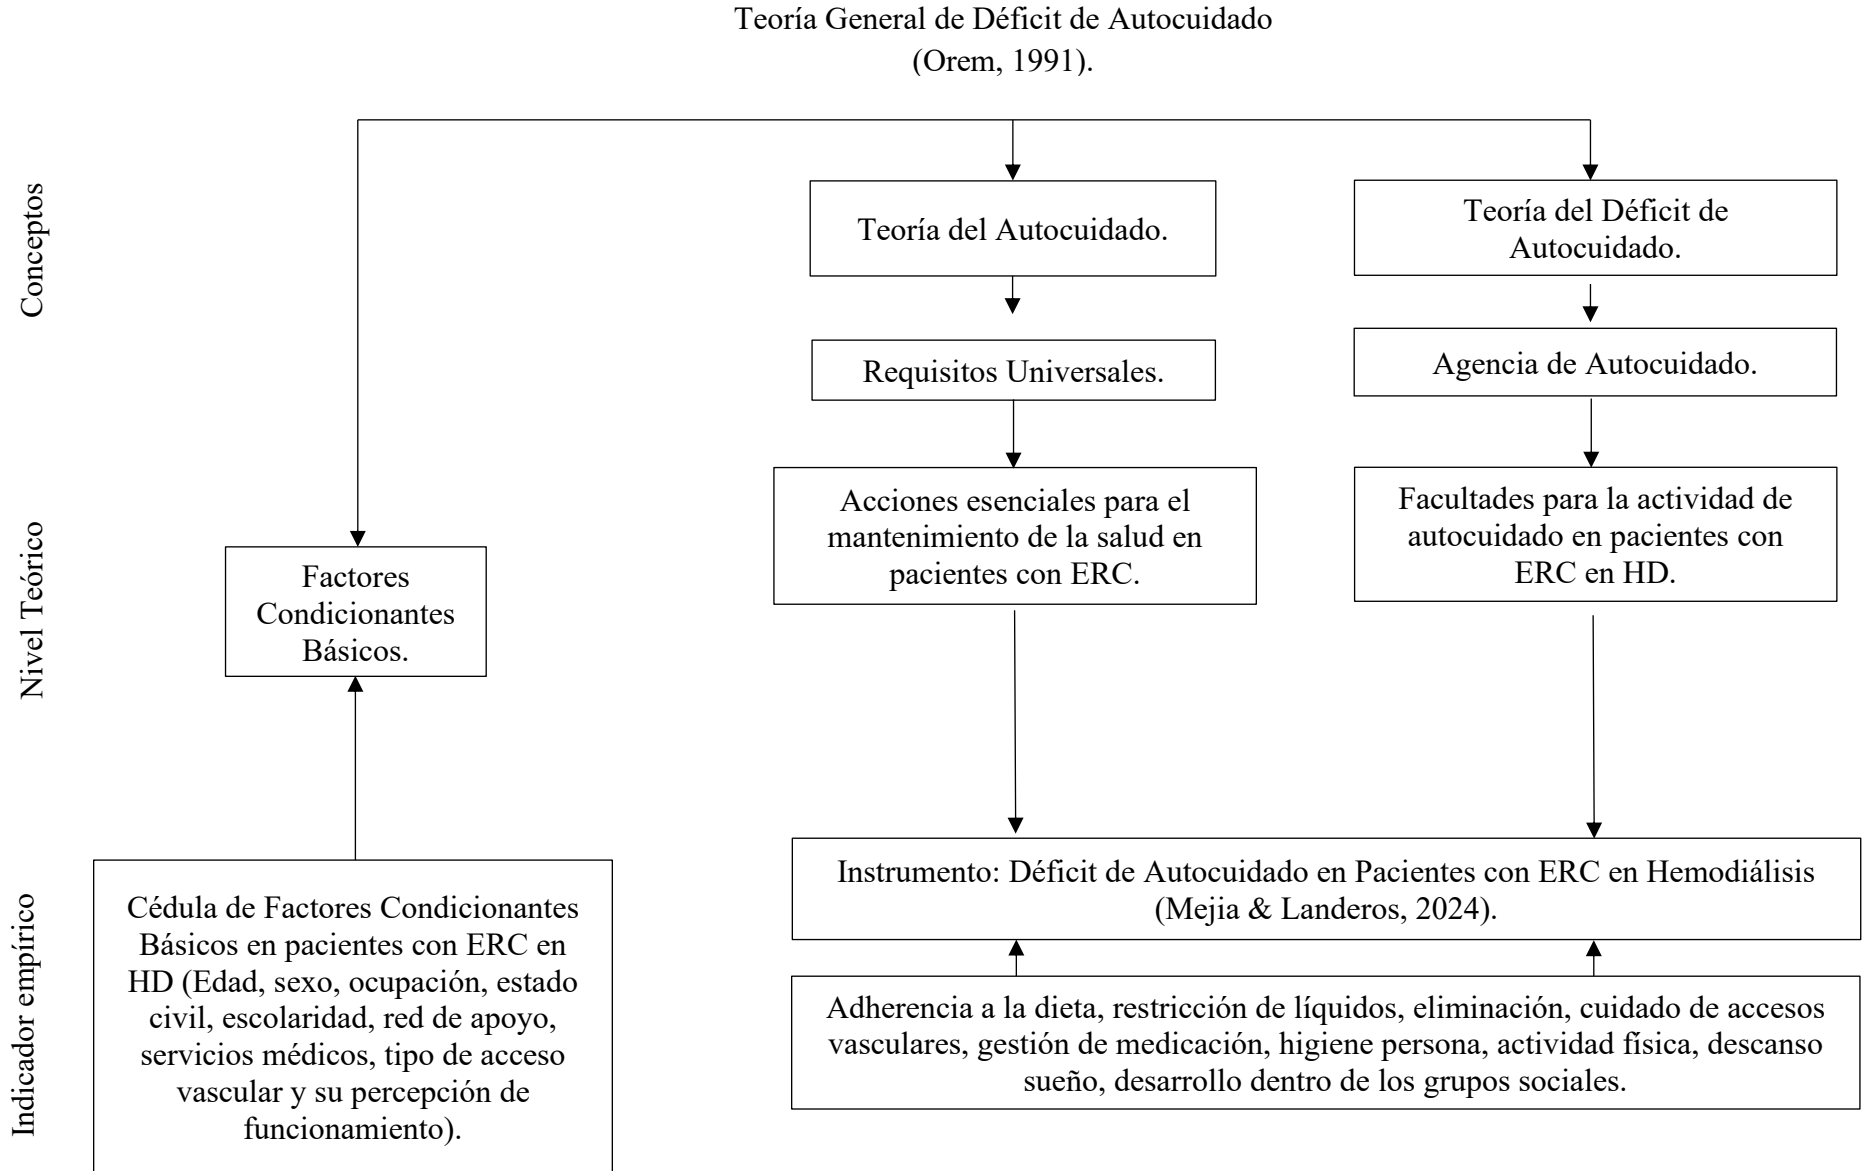 Teoría General de Déficit de Autocuidado
(Orem, 1991).
Conceptos
Teoría del Autocuidado.
Teoría del Déficit de
Autocuidado.
Requisitos Universales.
Agencia de Autocuidado.
Nivel Teórico
Factores
Condicionantes
Básicos.
Acciones esenciales para el
mantenimiento de la salud en
pacientes con ERC.
Facultades para la actividad de
autocuidado en pacientes con
ERC en HD.
Indicador empírico
Cédula de Factores Condicionantes
Básicos en pacientes con ERC en
HD (Edad, sexo, ocupación, estado
civil, escolaridad, red de apoyo,
servicios médicos, tipo de acceso
vascular y su percepción de
funcionamiento).
Instrumento: Déficit de Autocuidado en Pacientes con ERC en Hemodiálisis
(Mejia & Landeros, 2024).
Adherencia a la dieta, restricción de líquidos, eliminación, cuidado de accesos
vasculares, gestión de medicación, higiene persona, actividad física, descanso
sueño, desarrollo dentro de los grupos sociales.